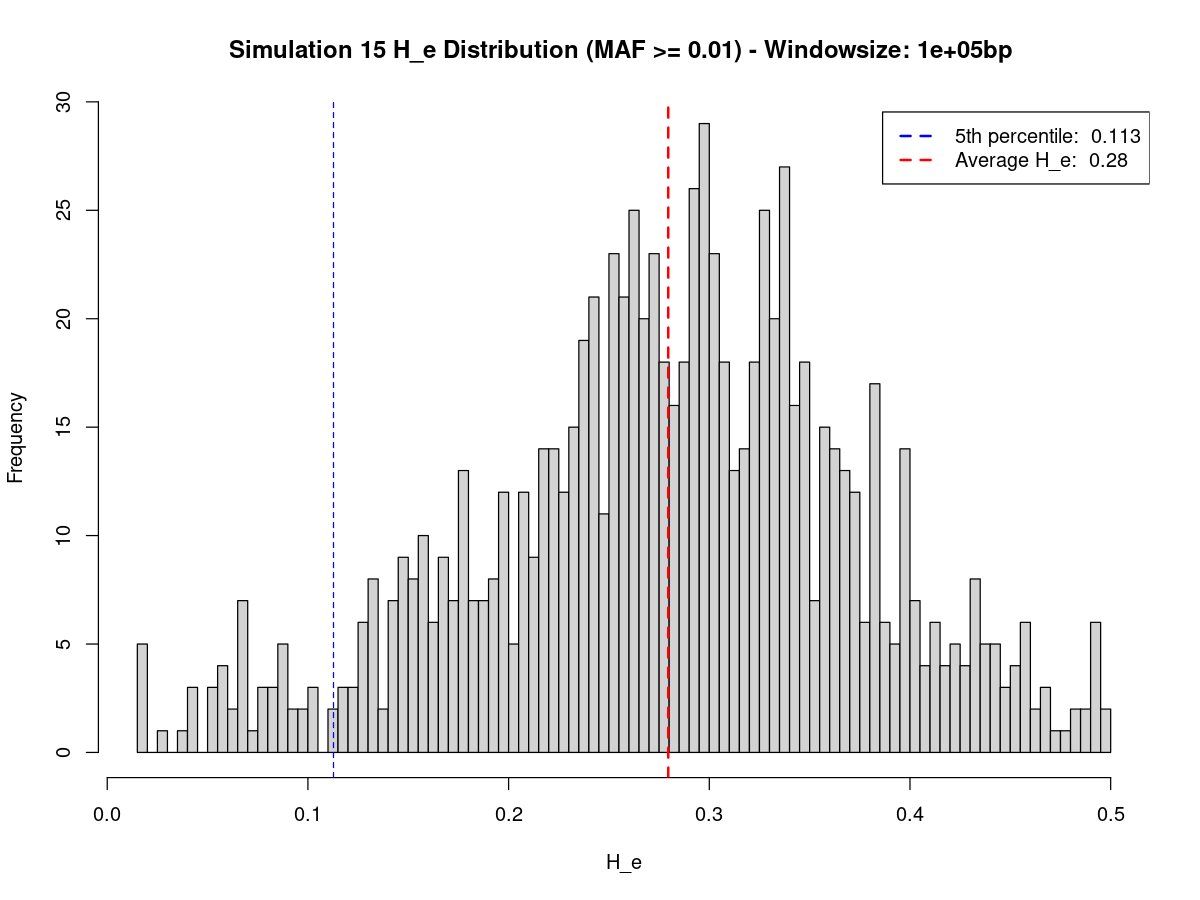 Simulation 15 H_e Distribution (MAF >= 0.01) - Windowsize: 1e+05bp
5th percentile:  0.113
Average H_e:  0.28
Frequency
30
25
20
15
10
5
0
0.0 0.1 0.2 0.3 0.4 0.5
H_e